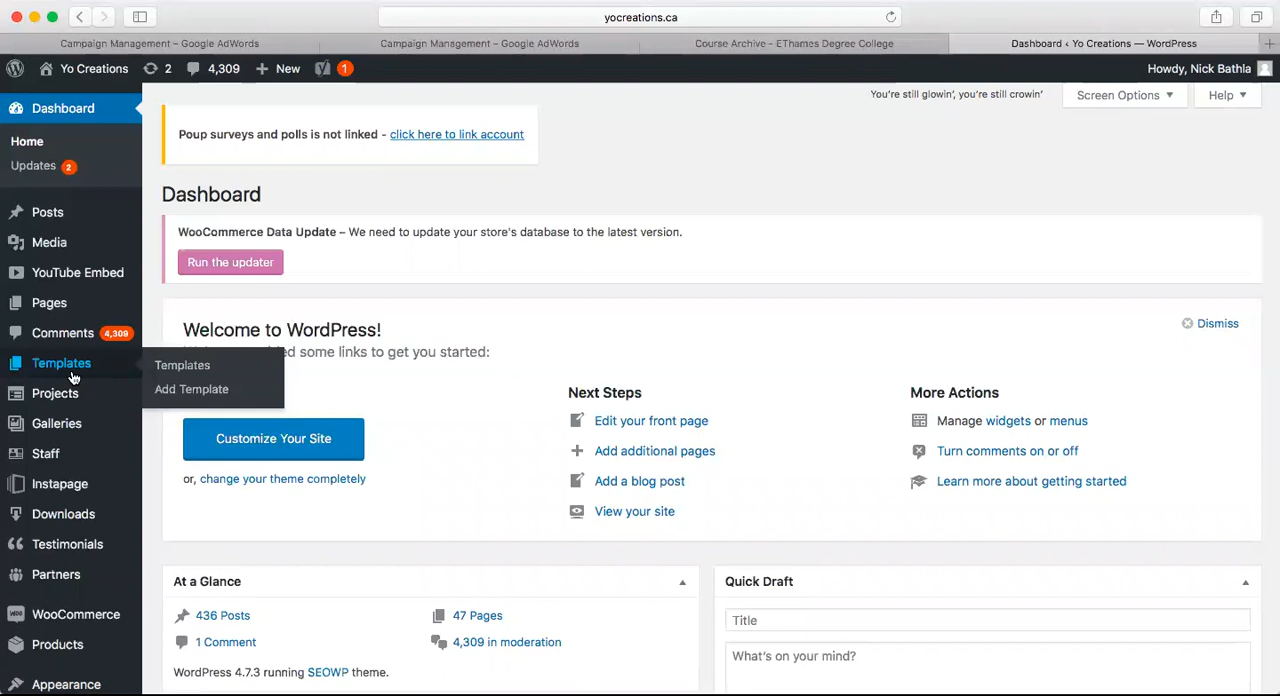 yocreations.ca
Campaign Management – Google AdWords
Campaign Management – Google AdWords
Course Archive – EThames Degree College
Dashboard ‹ Yo Creations — WordPress
Yo Creations
2
4,309
New
1
Howdy, Nick Bathla
Dashboard
Home
Updates 2
Posts
Media
YouTube Embed
Pages
Comments 4,309
Templates
Projects
Galleries
Staff
Instapage
Downloads
Testimonials
Partners
WooCommerce
Products
Appearance
Templates
Add Template
You're still glowin', you're still crowin'
Screen Options
Help
Poup surveys and polls is not linked - click here to link account
Dashboard
WooCommerce Data Update – We need to update your store's database to the latest version.
Run the updater
Welcome to WordPress!
some links to get you started:
Dismiss
Customize Your Site
or, change your theme completely
Next Steps
Edit your front page
Add additional pages
Add a blog post
View your site
More Actions
Manage widgets or menus
Turn comments on or off
Learn more about getting started
At a Glance
436 Posts
47 Pages
1 Comment
4,309 in moderation
WordPress 4.7.3 running SEOWP theme.
Quick Draft
Title
What's on your mind?